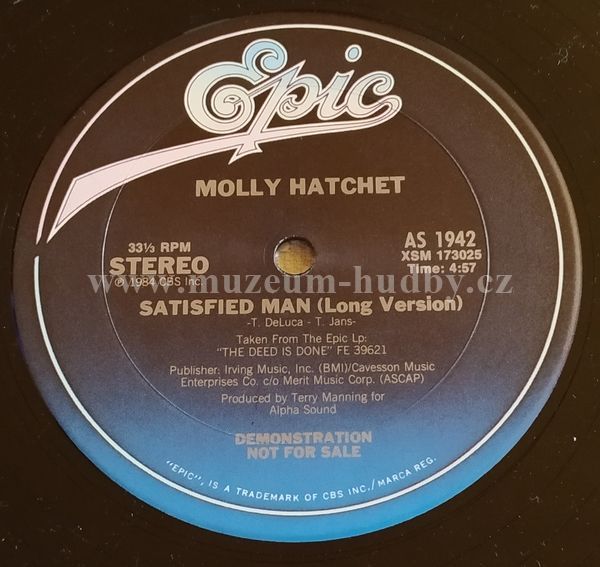 Epic
MOLLY HATCHET
33⅓ RPM
STEREO
℗ 1984 CBS Inc.
AS 1942
XSM 173025
Time: 4:57
www.muzeum-hudby.cz
SATISFIED MAN (Long Version)
-T. DeLuca - T. Jans-
Taken From The Epic Lp:
"THE DEED IS DONE" FE 39621
Publisher: Irving Music, Inc. (BMI)/Cavesson Music
Enterprises Co. c/o Merit Music Corp. (ASCAP)
Produced by Terry Manning for
Alpha Sound
DEMONSTRATION
NOT FOR SALE
"EPIC", IS A TRADEMARK OF CBS INC./MARCA REG.